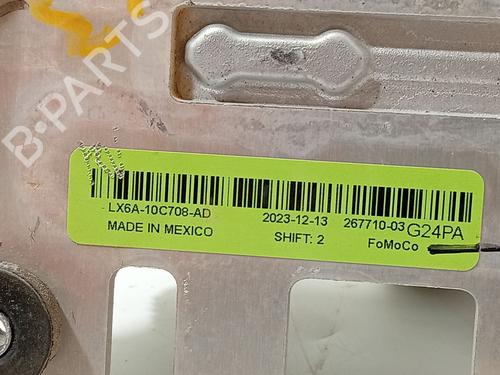 B-PARTS
LX6A-10C708-AD
2023-12-13
267710-03
G24PA
MADE IN MEXICO
SHIFT: 2
FoMoCo